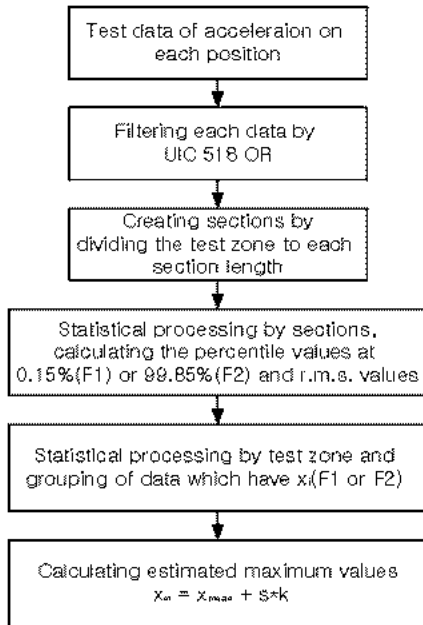 Test data of acceleraion on
each position
Filtering each data by
UIC 518 OR
Creating sections by
dividing the test zone to each
section length
Statistical processing by sections,
calculating the percentile values at
0.15%(F1) or 99.85%(F2) and r.m.s. values
Statistical processing by test zone and
grouping of data which have xᵢ(F1 or F2)
Calculating estimated maximum values
xₘ = xₘₑₐₙ + s*k